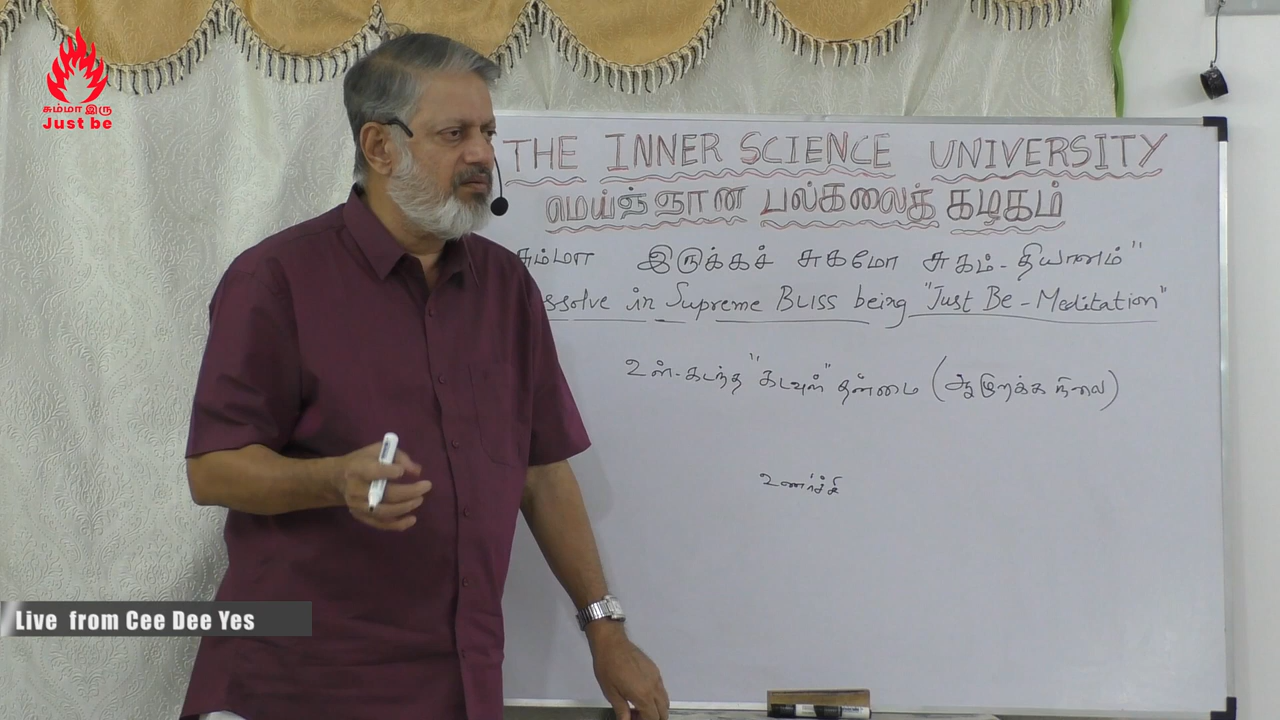 சும்மா இரு
Just be
THE INNER SCIENCE UNIVERSITY
மெய்ஞ்ஞான பல்கலைக் கழகம்
சும்மா இருக்கச் சுகமோ சுகம் - தியானம்"
ssolve in Supreme BLISS being "Just Be - Meditation"
உள் - கடந்த "கடவுள்" தன்மை (ஆழுறக்க நிலை)
உணர்ச்சி
Live from Cee Dee Yes